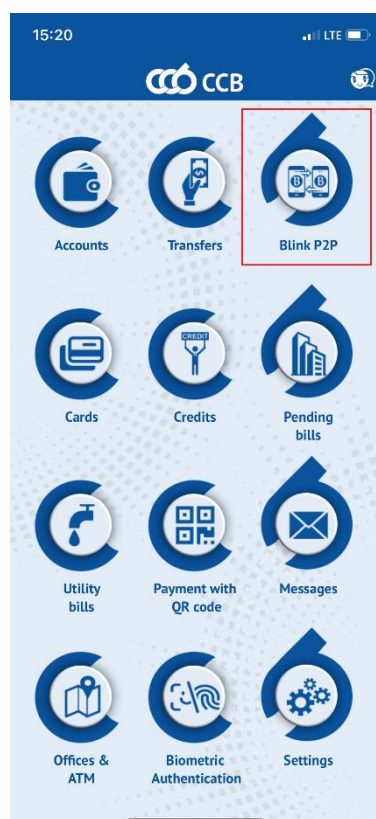 15:20
LTE
CCB
Accounts
Transfers
Blink P2P
CREDIT
Cards
Credits
Pending
bills
Utility
bills
Payment with
QR code
Messages
Offices &
ATM
Biometric
Authentication
Settings